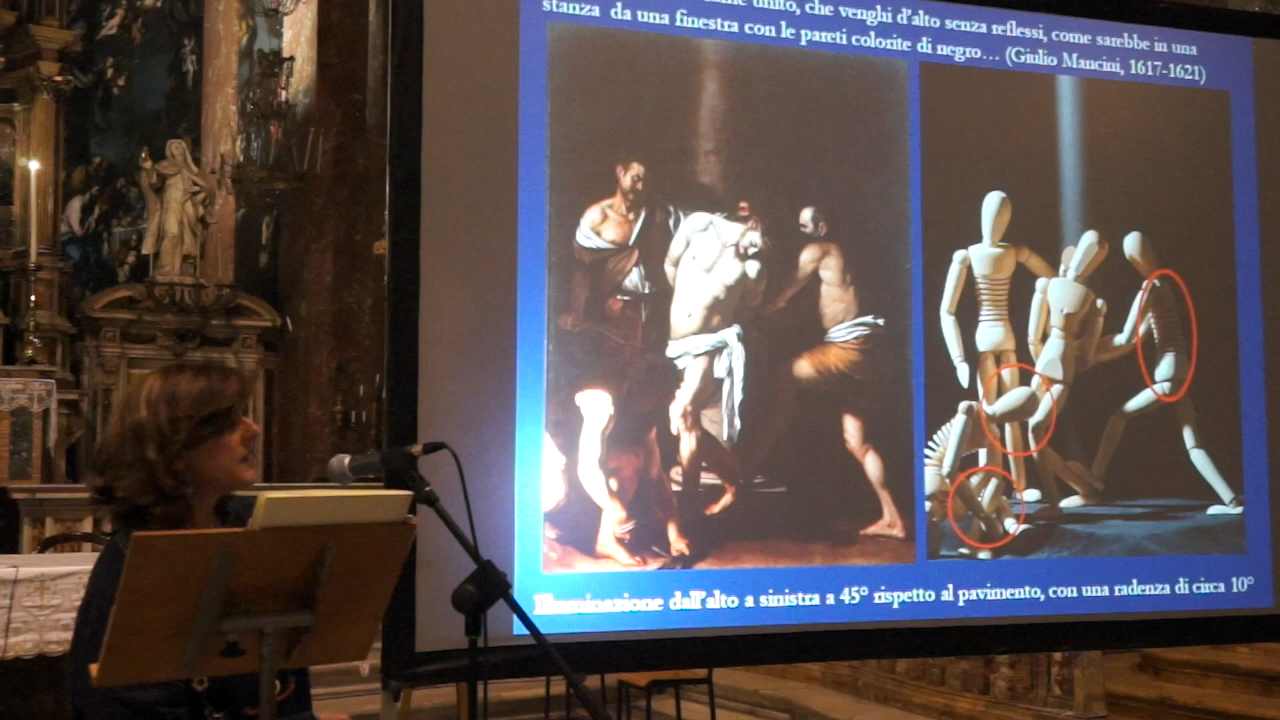 unito, che venghi d'alto senza reflessi, come sarebbe in una
stanza da una finestra con le pareti colorite di negro... (Giulio Mancini, 1617-1621)
Illuminazione dall'alto a sinistra a 45° rispetto al pavimento, con una radenza di circa 10°